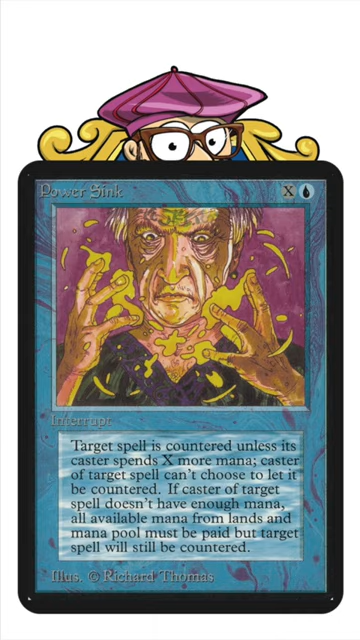 Power Sink
X
Interrupt
Target spell is countered unless its
caster spends X more mana; caster
of target spell can't choose to let it
be countered. If caster of target
spell doesn't have enough mana,
all available mana from lands and
mana pool must be paid but target
spell will still be countered.
Illus. © Richard Thomas